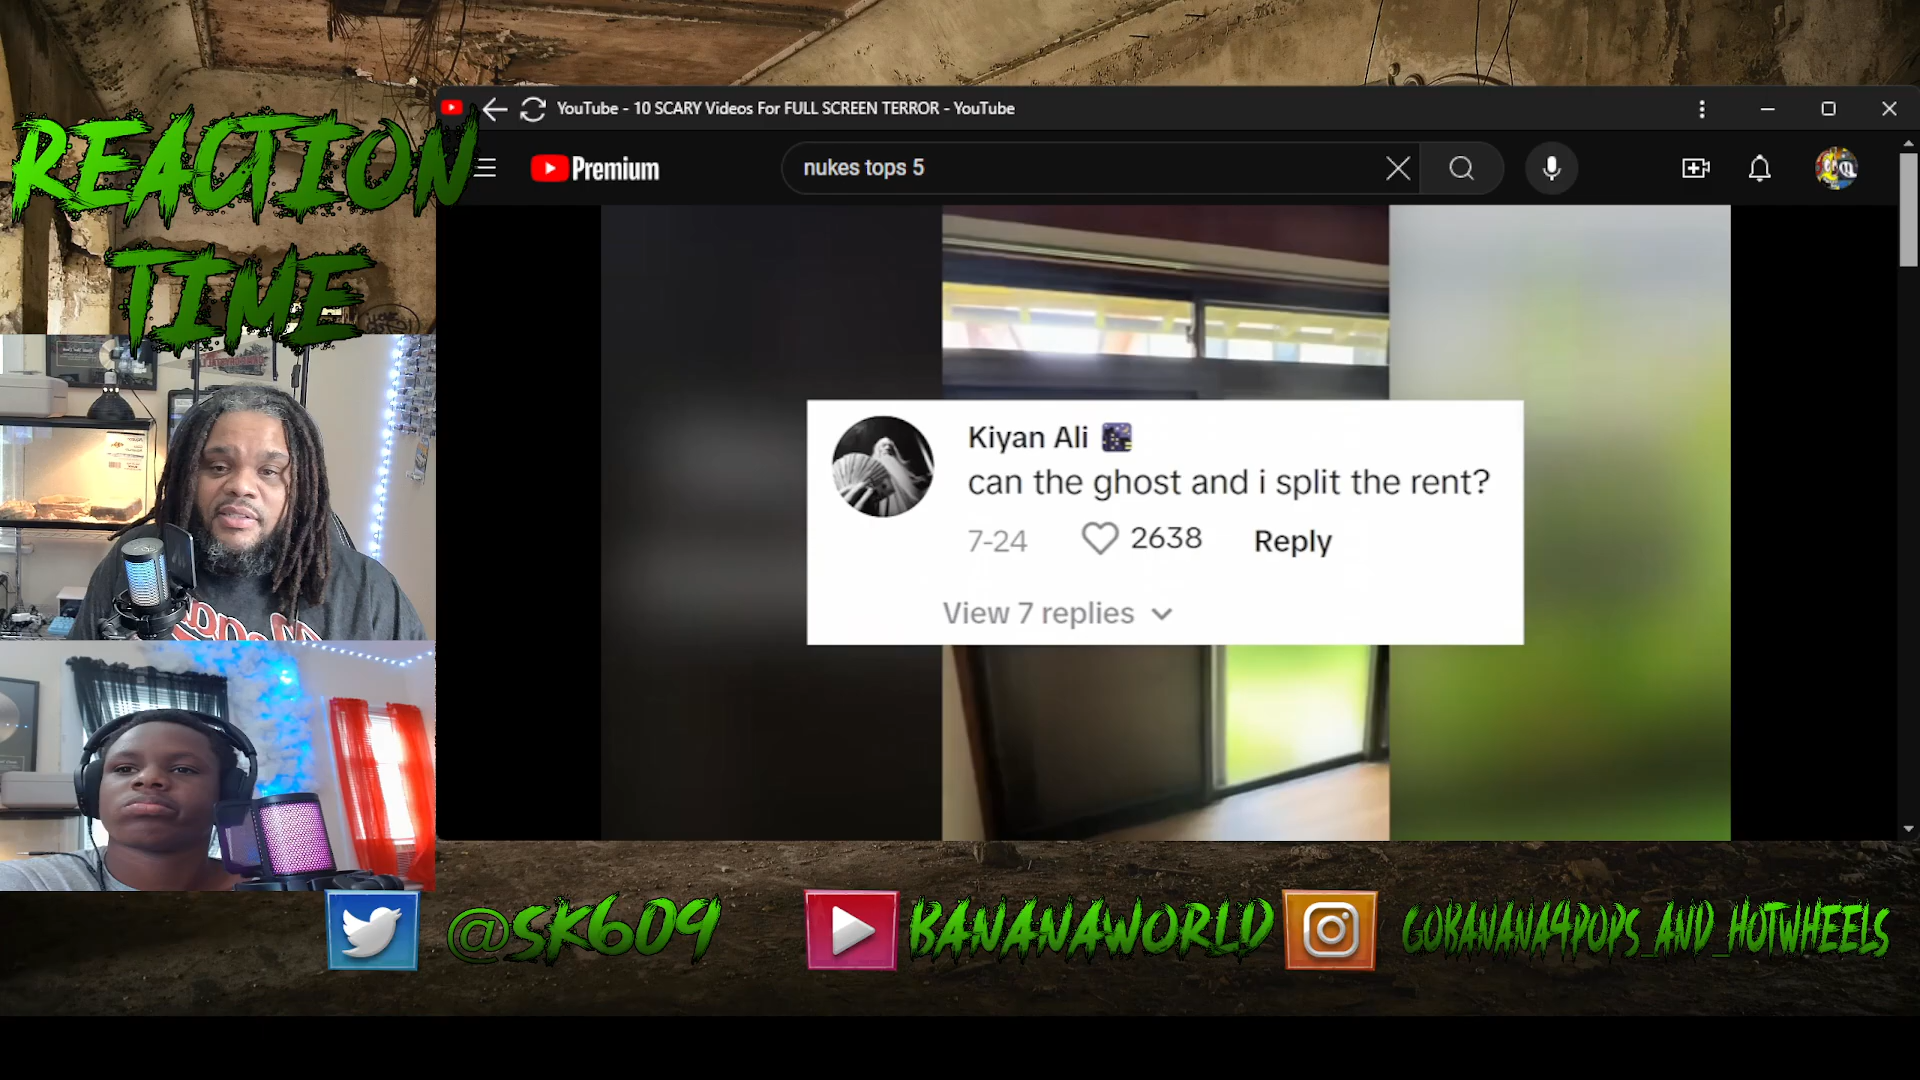 REACTION
TIME
YouTube - 10 SCARY Videos For FULL SCREEN TERROR - YouTube
Premium
nukes tops 5
Kiyan Ali
can the ghost and i split the rent?
7-24
2638
Reply
View 7 replies
@SK609
BANANAWORLD
GOBANANA4POPS_AND_HOTWHEELS